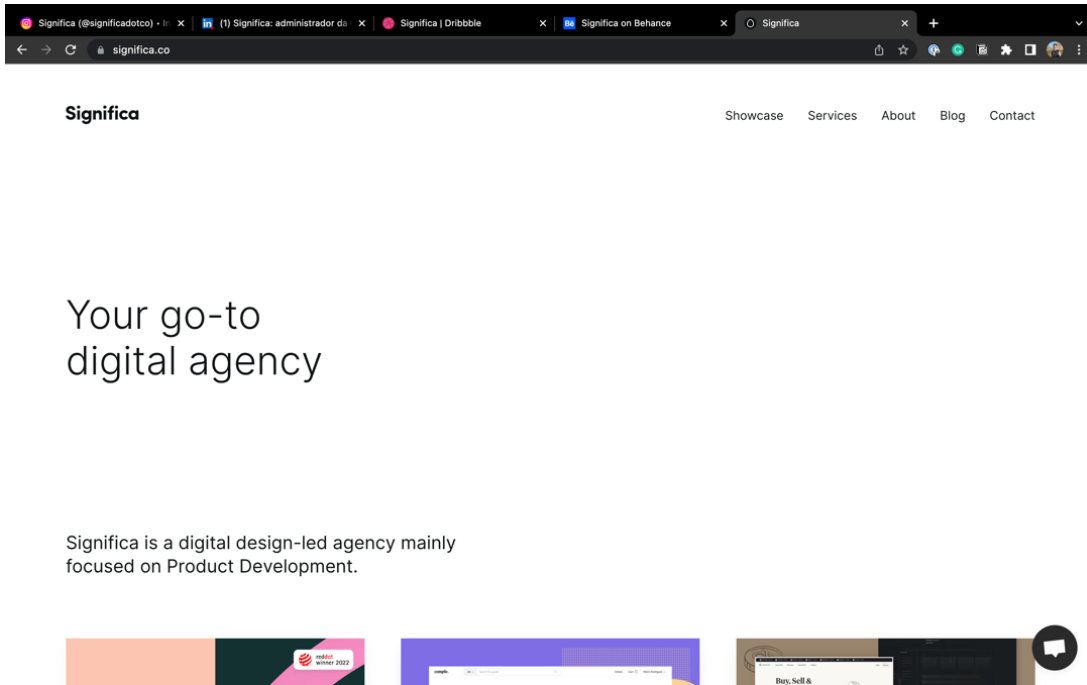 Significa (@significadotco) • In
(1) Significa: administrador da
Significa | Dribbble
Significa on Behance
Significa
significa.co
Significa
Showcase
Services
About
Blog
Contact
Your go-to
digital agency
Significa is a digital design-led agency mainly
focused on Product Development.
reddot
winner 2022
Buy, Sell &